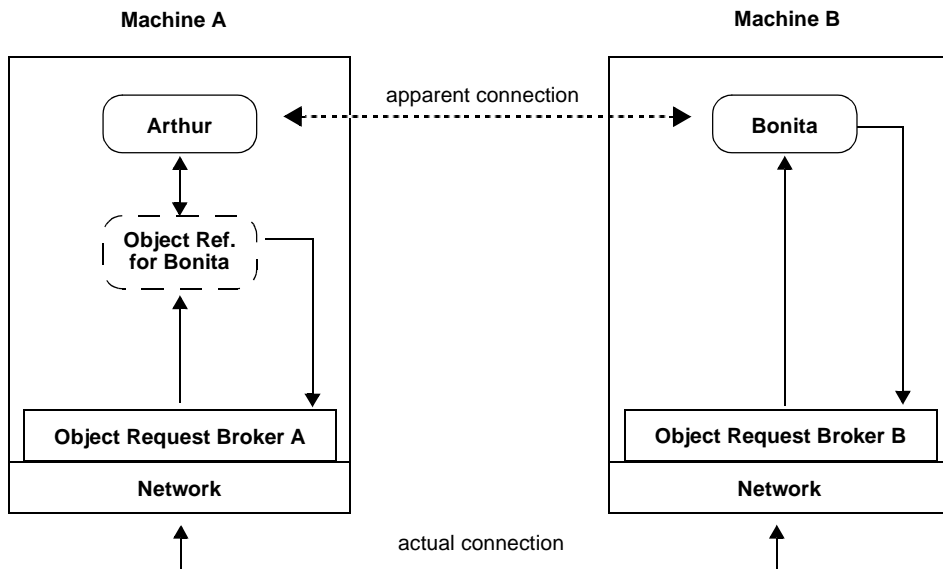 Machine A
Machine B
apparent connection
Arthur
Bonita
Object Ref.
for Bonita
Object Request Broker A
Object Request Broker B
Network
Network
actual connection